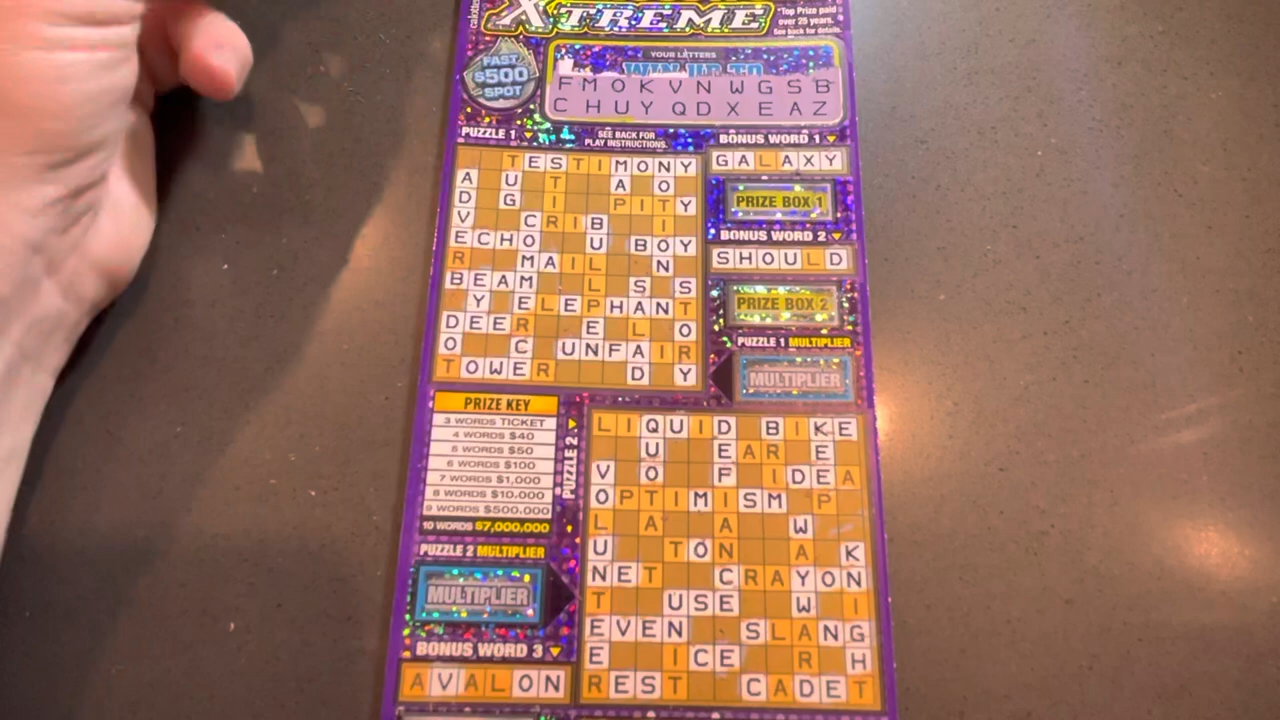 XTREME
*Top Prize paid
over 25 years.
See back for details.
FAST
$500
SPOT
YOUR LETTERS
WIN UP TO
F M O K V N W G S B
C H U Y Q D X E A Z
PUZZLE 1
SEE BACK FOR
PLAY INSTRUCTIONS.
BONUS WORD 1
GALAXY
PRIZE BOX 1
BONUS WORD 2
SHOULD
PRIZE BOX 2
PUZZLE 1 MULTIPLIER
MULTIPLIER
TESTIMONY
A U T A O
D G I PITY
V CRIB I
ECHO U BOY
R MAIL N
BEAM L S S
Y ELEPHANT
DEER E L O
O C UNFAIR
TOWER D Y
PRIZE KEY
3 WORDS TICKET
4 WORDS $40
5 WORDS $50
6 WORDS $100
7 WORDS $1,000
8 WORDS $10,000
9 WORDS $500,000
10 WORDS $7,000,000
PUZZLE 2
PUZZLE 2 MULTIPLIER
MULTIPLIER
BONUS WORD 3
AVALON
LIQUID BIKE
U EAR E
V O F IDEA
OPTIMISM P
L A A W
U TON A K
NET CRAYON
T USE W I
EVEN SLANG
E ICE R H
REST CADET